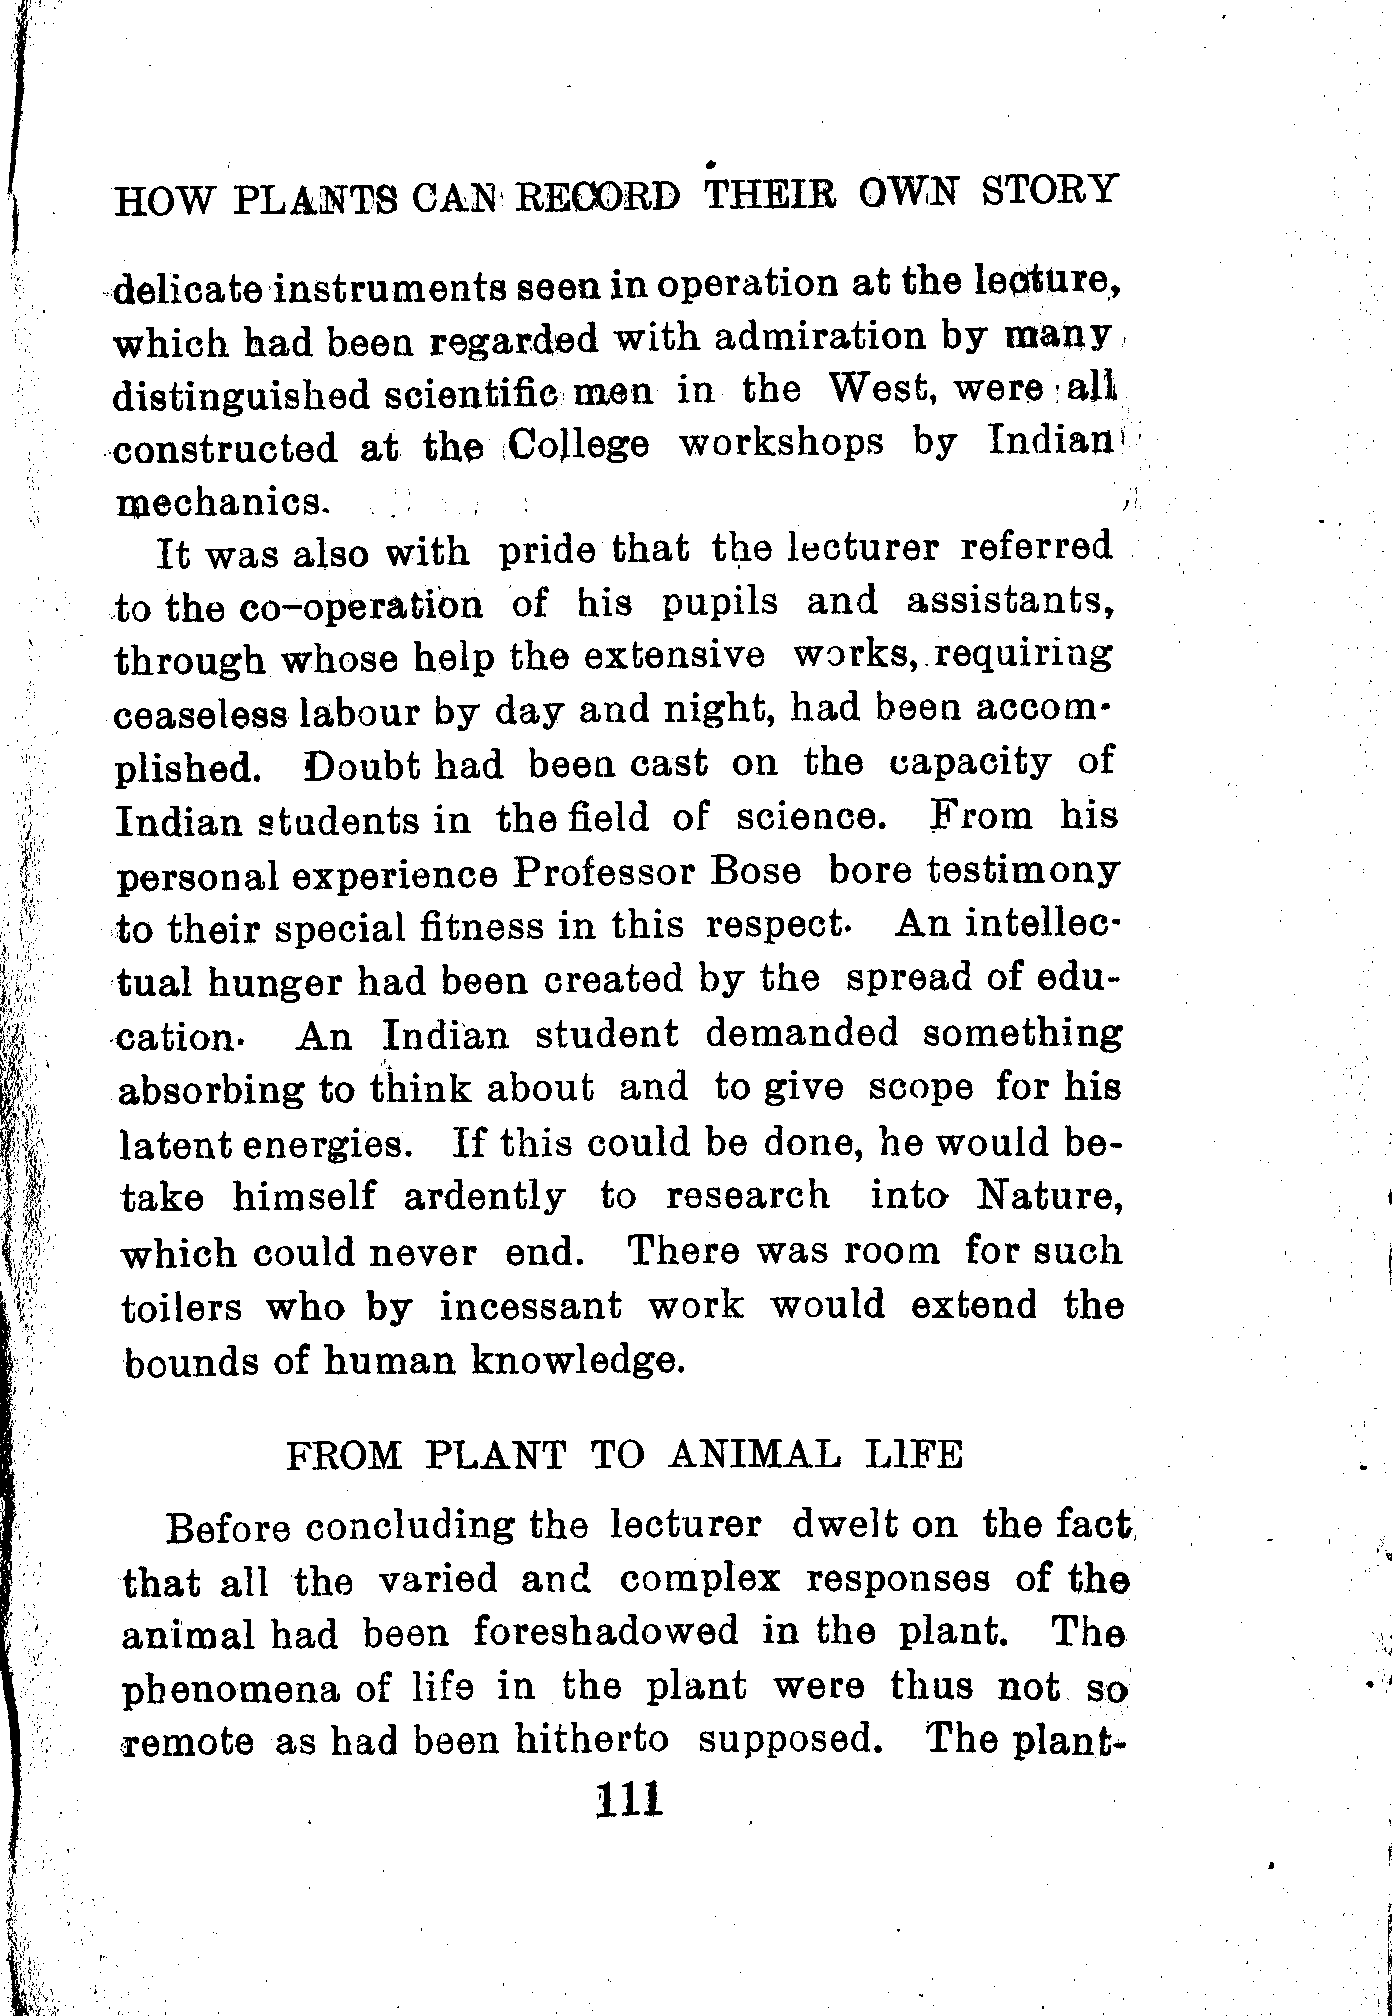 HOW PLANTS CAN RECORD THEIR OWN STORY
delicate instruments seen in operation at the lecture,
which had been regarded with admiration by many
distinguished scientific men in the West, were all
constructed at the College workshops by Indian
mechanics.
It was also with pride that the lecturer referred
to the co-operation of his pupils and assistants,
through whose help the extensive works, requiring
ceaseless labour by day and night, had been accom-
plished. Doubt had been cast on the capacity of
Indian students in the field of science. From his
personal experience Professor Bose bore testimony
to their special fitness in this respect. An intellec-
tual hunger had been created by the spread of edu-
cation. An Indian student demanded something
absorbing to think about and to give scope for his
latent energies. If this could be done, he would be-
take himself ardently to research into Nature,
which could never end. There was room for such
toilers who by incessant work would extend the
bounds of human knowledge.
FROM PLANT TO ANIMAL LIFE
Before concluding the lecturer dwelt on the fact
that all the varied and complex responses of the
animal had been foreshadowed in the plant. The
phenomena of life in the plant were thus not so
remote as had been hitherto supposed. The plant-
111